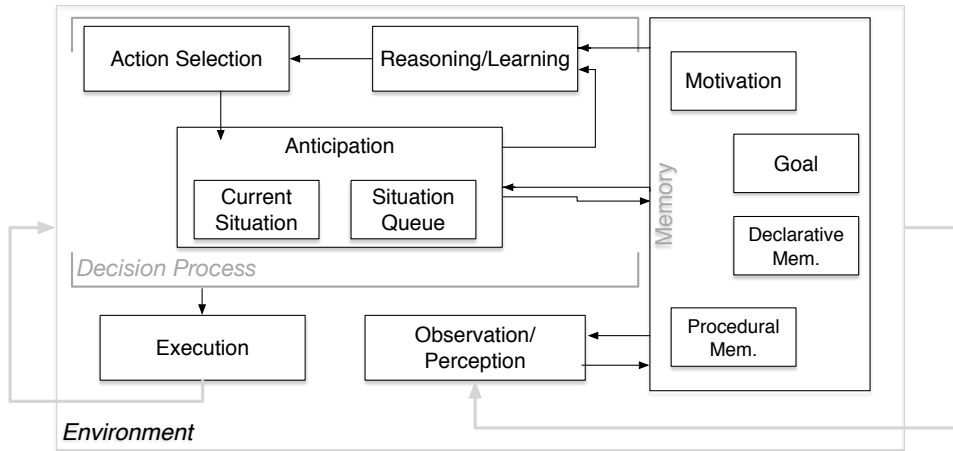 Action Selection
Reasoning/Learning
Motivation
Anticipation
Goal
Current
Situation
Situation
Queue
Memory
Declarative
Mem.
Decision Process
Execution
Observation/
Perception
Procedural
Mem.
Environment